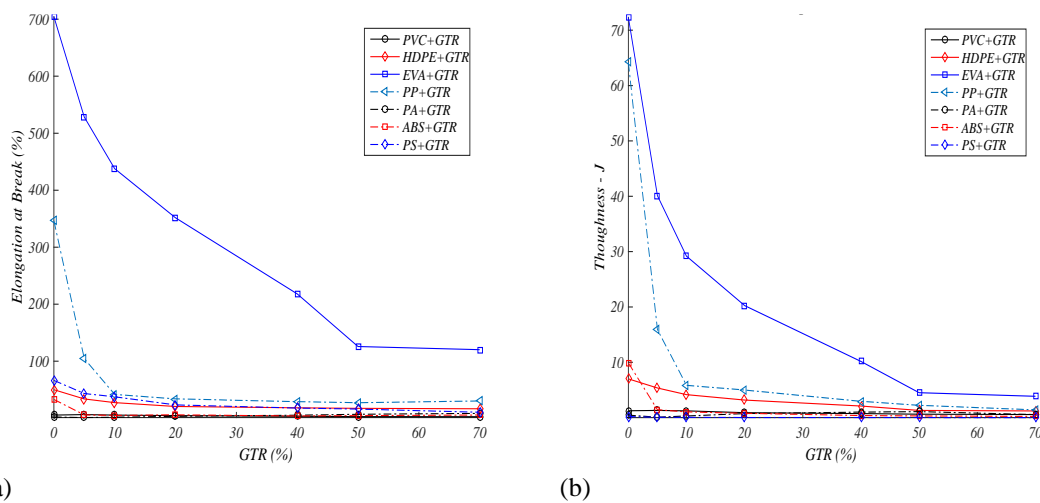 700
600
500
400
300
200
100
0 10 20 30 40 50 60 70
Elongation at Break (%)
GTR (%)
PVC+GTR
HDPE+GTR
EVA+GTR
PP+GTR
PA+GTR
ABS+GTR
PS+GTR
70
60
50
40
30
20
10
0 10 20 30 40 50 60 70
Thoughness - J
GTR (%)
PVC+GTR
HDPE+GTR
EVA+GTR
PP+GTR
PA+GTR
ABS+GTR
PS+GTR
) (b)